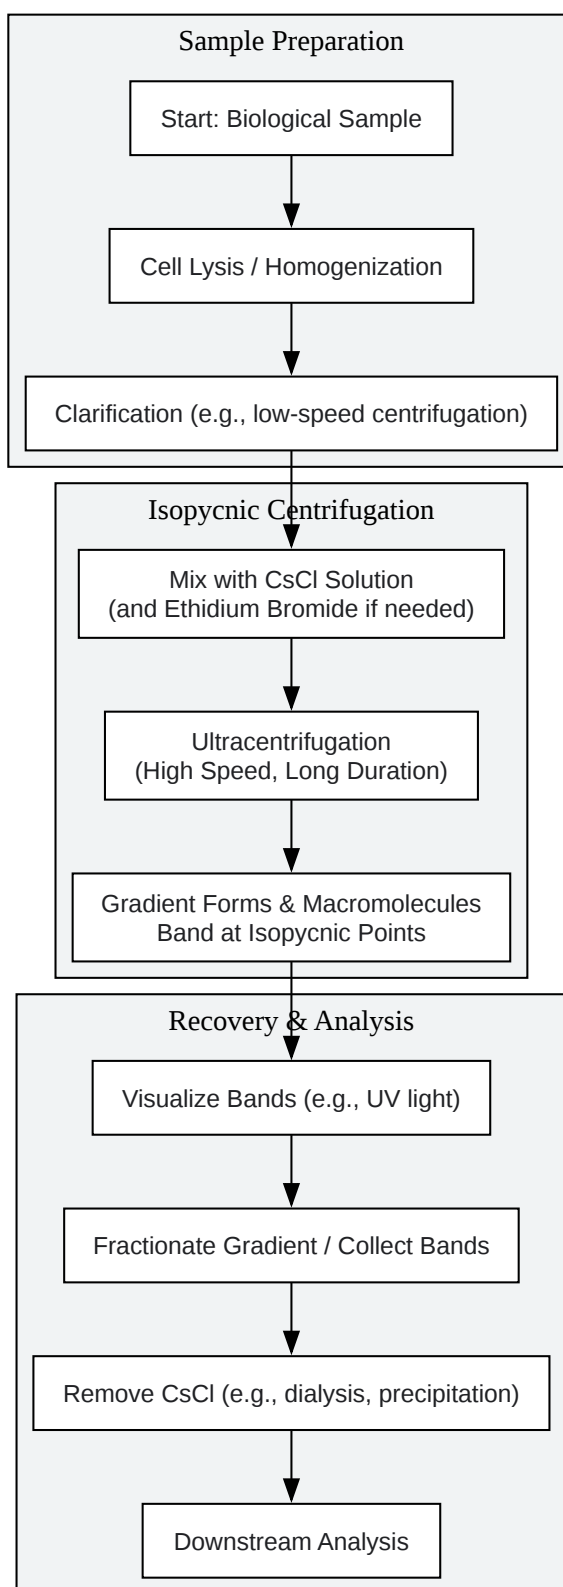 Sample Preparation
Start: Biological Sample
Cell Lysis / Homogenization
Clarification (e.g., low-speed centrifugation)
Isopycnic Centrifugation
Mix with CsCl Solution
(and Ethidium Bromide if needed)
Ultracentrifugation
(High Speed, Long Duration)
Gradient Forms & Macromolecules
Band at Isopycnic Points
Recovery & Analysis
Visualize Bands (e.g., UV light)
Fractionate Gradient / Collect Bands
Remove CsCl (e.g., dialysis, precipitation)
Downstream Analysis